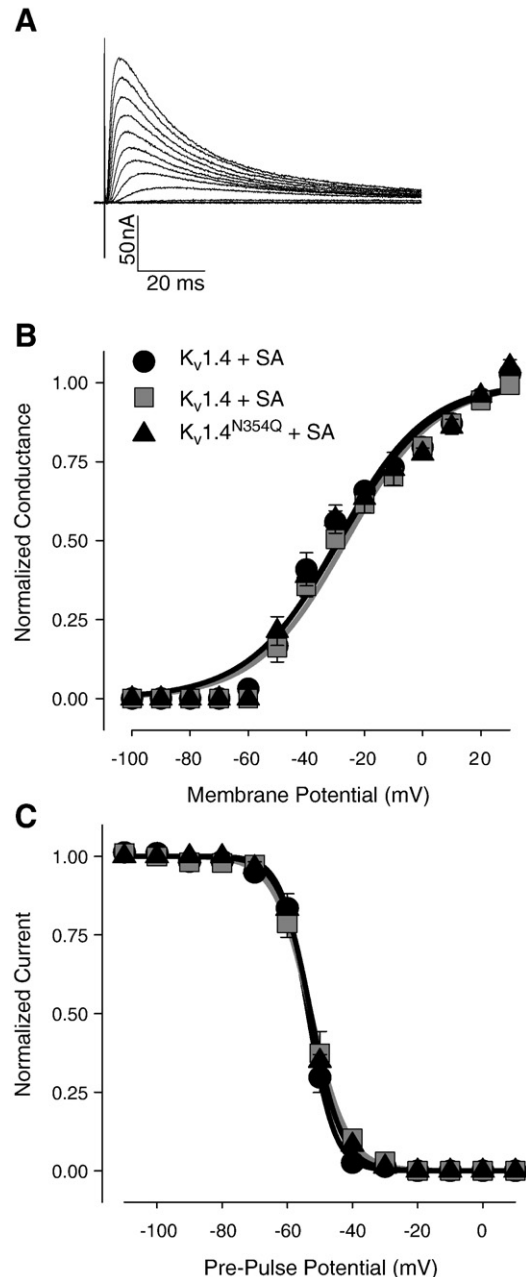 A
50nA
20 ms
B
Kv1.4 + SA
Kv1.4 + SA
Kv1.4N354Q + SA
Normalized Conductance
1.00
0.75
0.50
0.25
0.00
-100 -80 -60 -40 -20 0 20
Membrane Potential (mV)
C
Normalized Current
1.00
0.75
0.50
0.25
0.00
-100 -80 -60 -40 -20 0
Pre-Pulse Potential (mV)